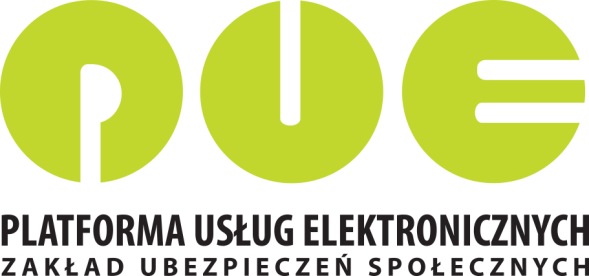 PUE
PLATFORMA USŁUG ELEKTRONICZNYCH
ZAKŁAD UBEZPIECZEŃ SPOŁECZNYCH